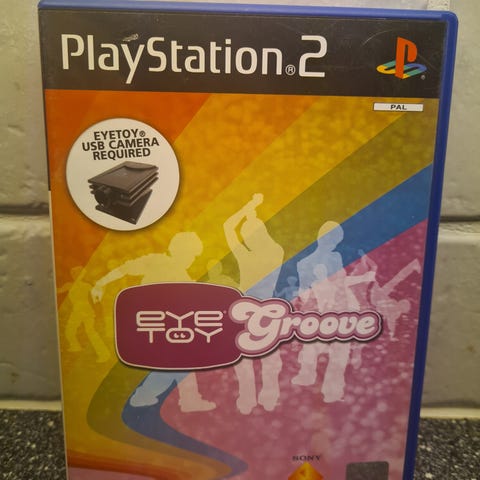 PlayStation®2
PAL
EYETOY®
USB CAMERA
REQUIRED
EYE
TOY
Groove
SONY